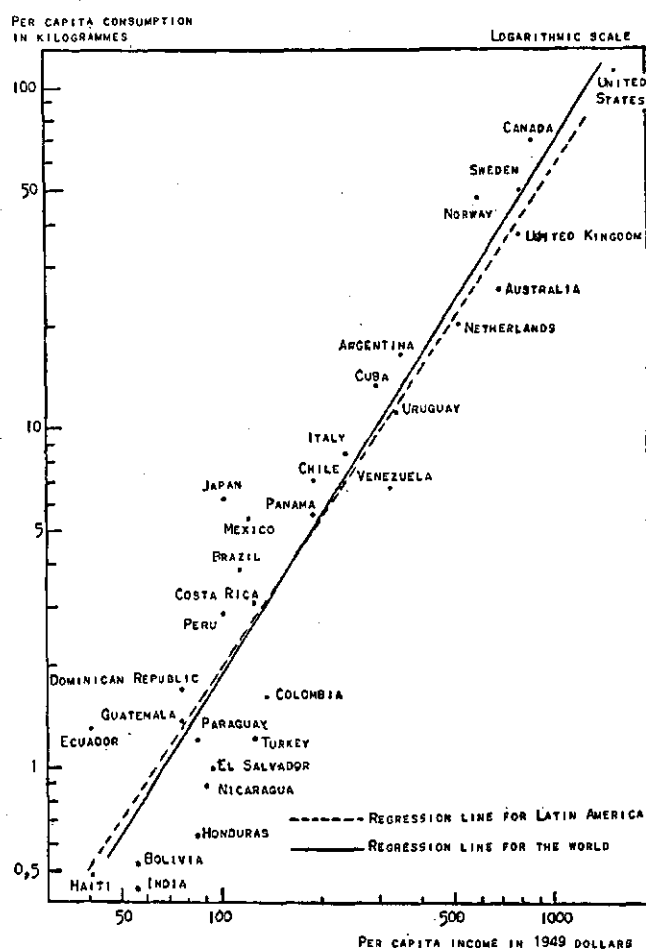 PER CAPITA CONSUMPTION
IN KILOGRAMMES
LOGARITHMIC SCALE
100
UNITED
STATES
CANADA
SWEDEN
50
NORWAY
UNITED KINGDOM
AUSTRALIA
NETHERLANDS
ARGENTINA
CUBA
10
URUGUAY
ITALY
CHILE
VENEZUELA
JAPAN
PANAMA
5
MEXICO
BRAZIL
COSTA RICA
PERU
DOMINICAN REPUBLIC
COLOMBIA
GUATEMALA
PARAGUAY
ECUADOR
TURKEY
1
EL SALVADOR
NICARAGUA
REGRESSION LINE FOR LATIN AMERICA
HONDURAS
REGRESSION LINE FOR THE WORLD
BOLIVIA
0,5
HAITI
INDIA
50
100
500
1000
PER CAPITA INCOME IN 1949 DOLLARS